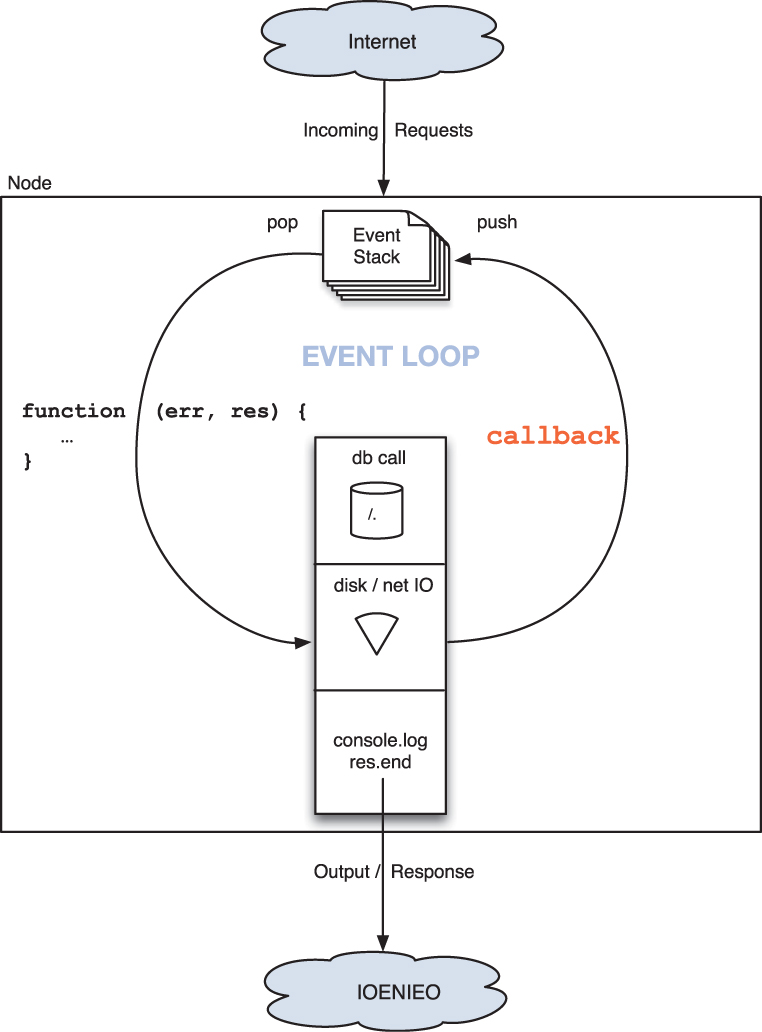 Internet
Incoming Requests
Node
pop
push
Event
Stack
EVENT LOOP
function (err, res) {
…
}
callback
db call
/.
disk / net IO
console.log
res.end
Output / Response
IOENIEO